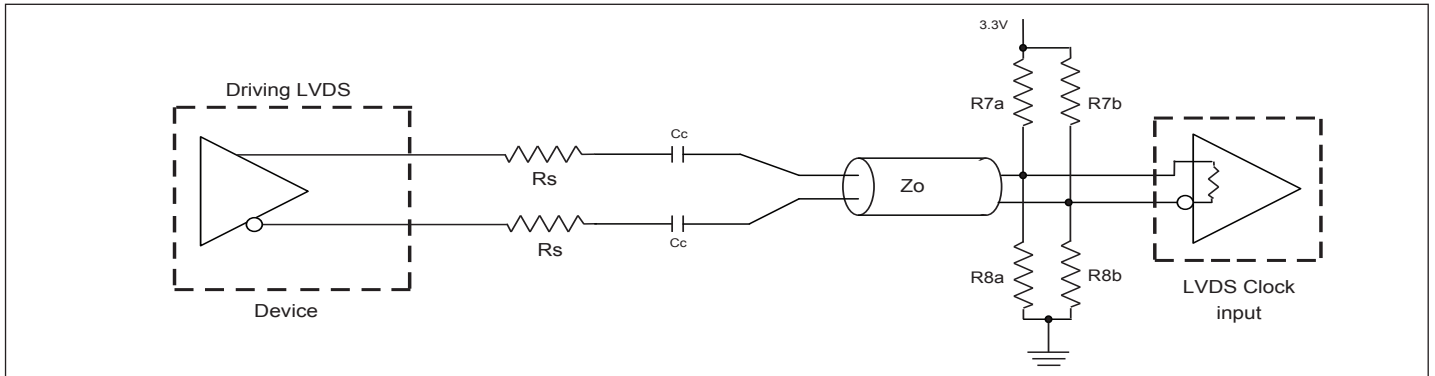 3.3V
Driving LVDS
R7a
R7b
Cc
Rs
Zo
Cc
Rs
R8a
R8b
LVDS Clock
input
Device